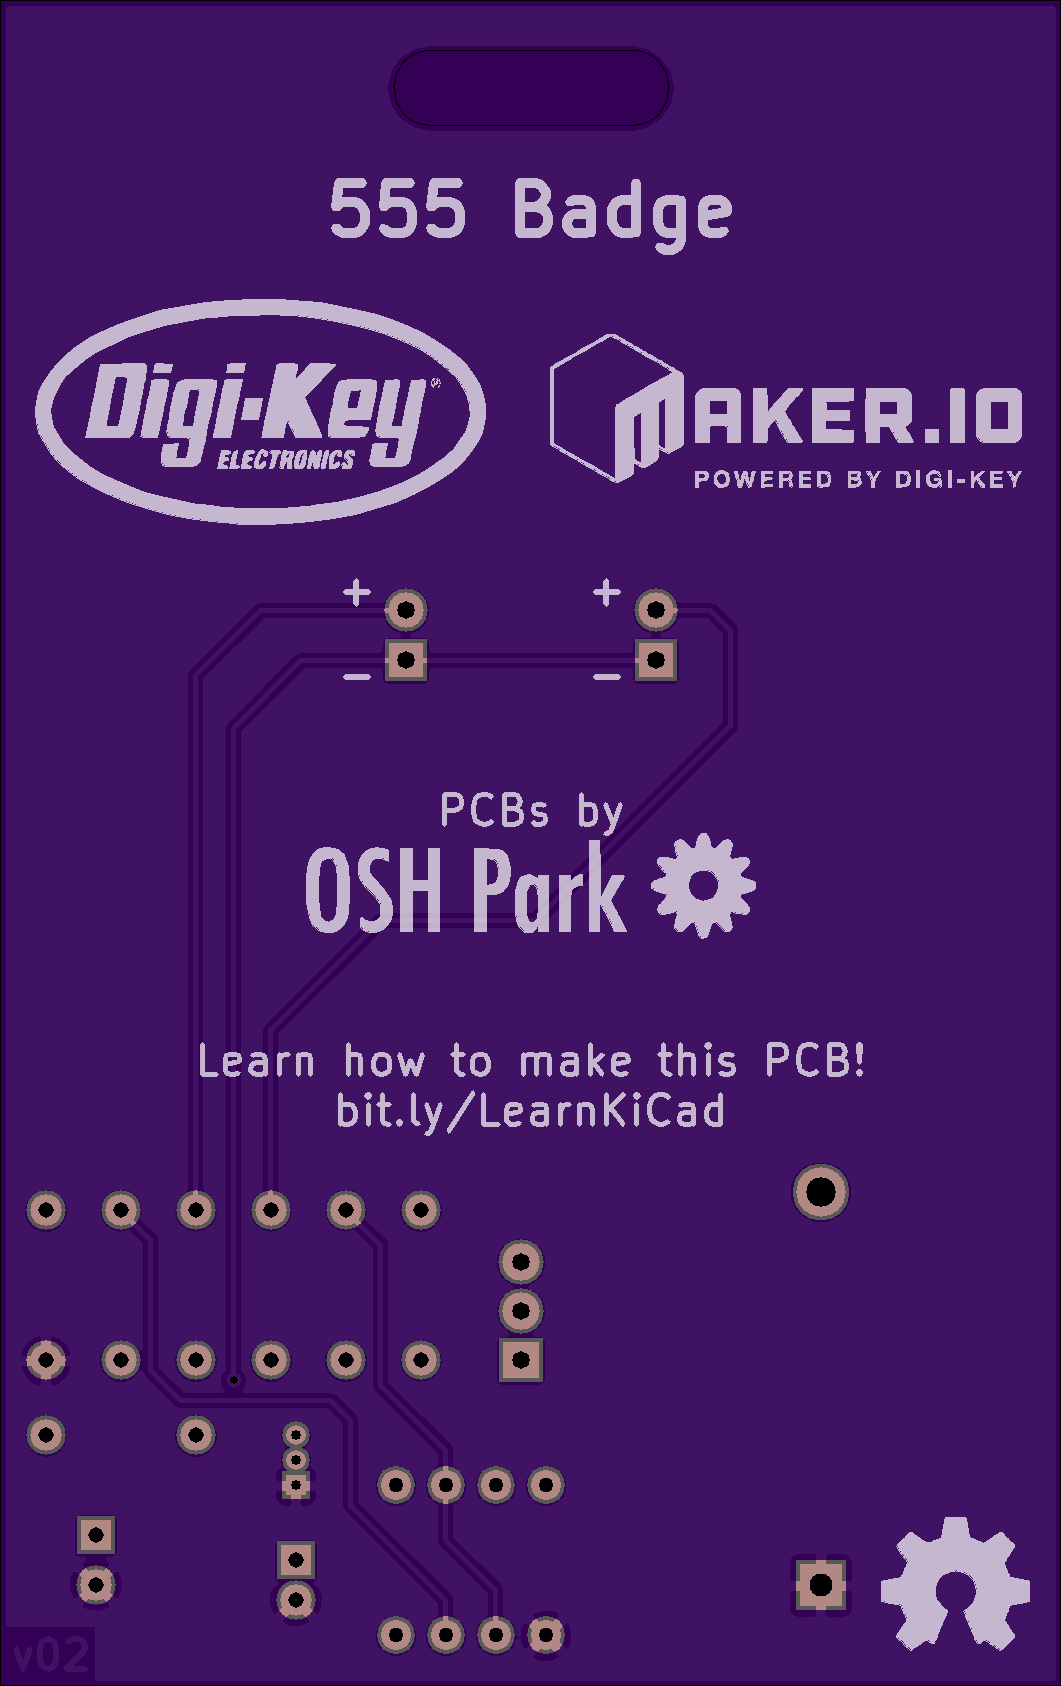 555 Badge
Digi-Key®
ELECTRONICS
MAKER.IO
POWERED BY DIGI-KEY
+ +
− −
PCBs by
OSH Park
Learn how to make this PCB!
bit.ly/LearnKiCad
v02